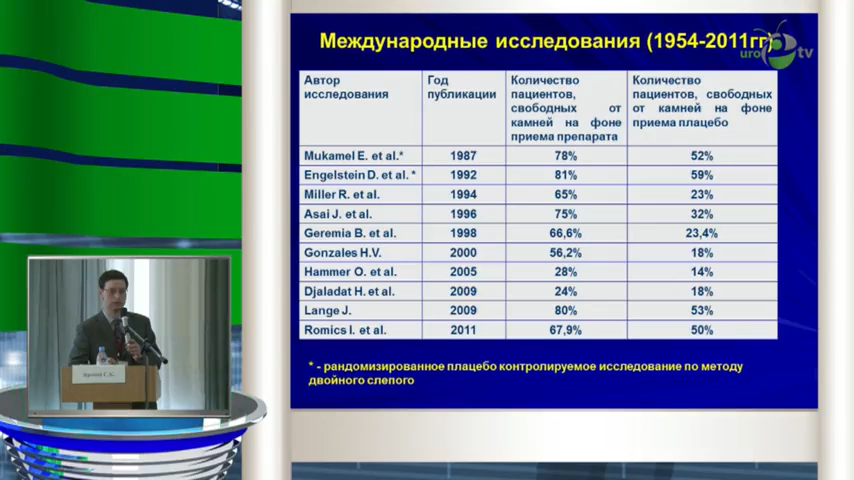 Международные исследования (1954-2011гг)
uro tv
Автор исследования
Год публикации
Количество пациентов, свободных от камней на фоне приема препарата
Количество пациентов, свободных от камней на фоне приема плацебо
Mukamel E. et al.* 1987 78% 52%
Engelstein D. et al. * 1992 81% 59%
Miller R. et al. 1994 65% 23%
Asai J. et al. 1996 75% 32%
Geremia B. et al. 1998 66,6% 23,4%
Gonzales H.V. 2000 56,2% 18%
Hammer O. et al. 2005 28% 14%
Djaladat H. et al. 2009 24% 18%
Lange J. 2009 80% 53%
Romics I. et al. 2011 67,9% 50%
* - рандомизированное плацебо контролируемое исследование по методу
двойного слепого